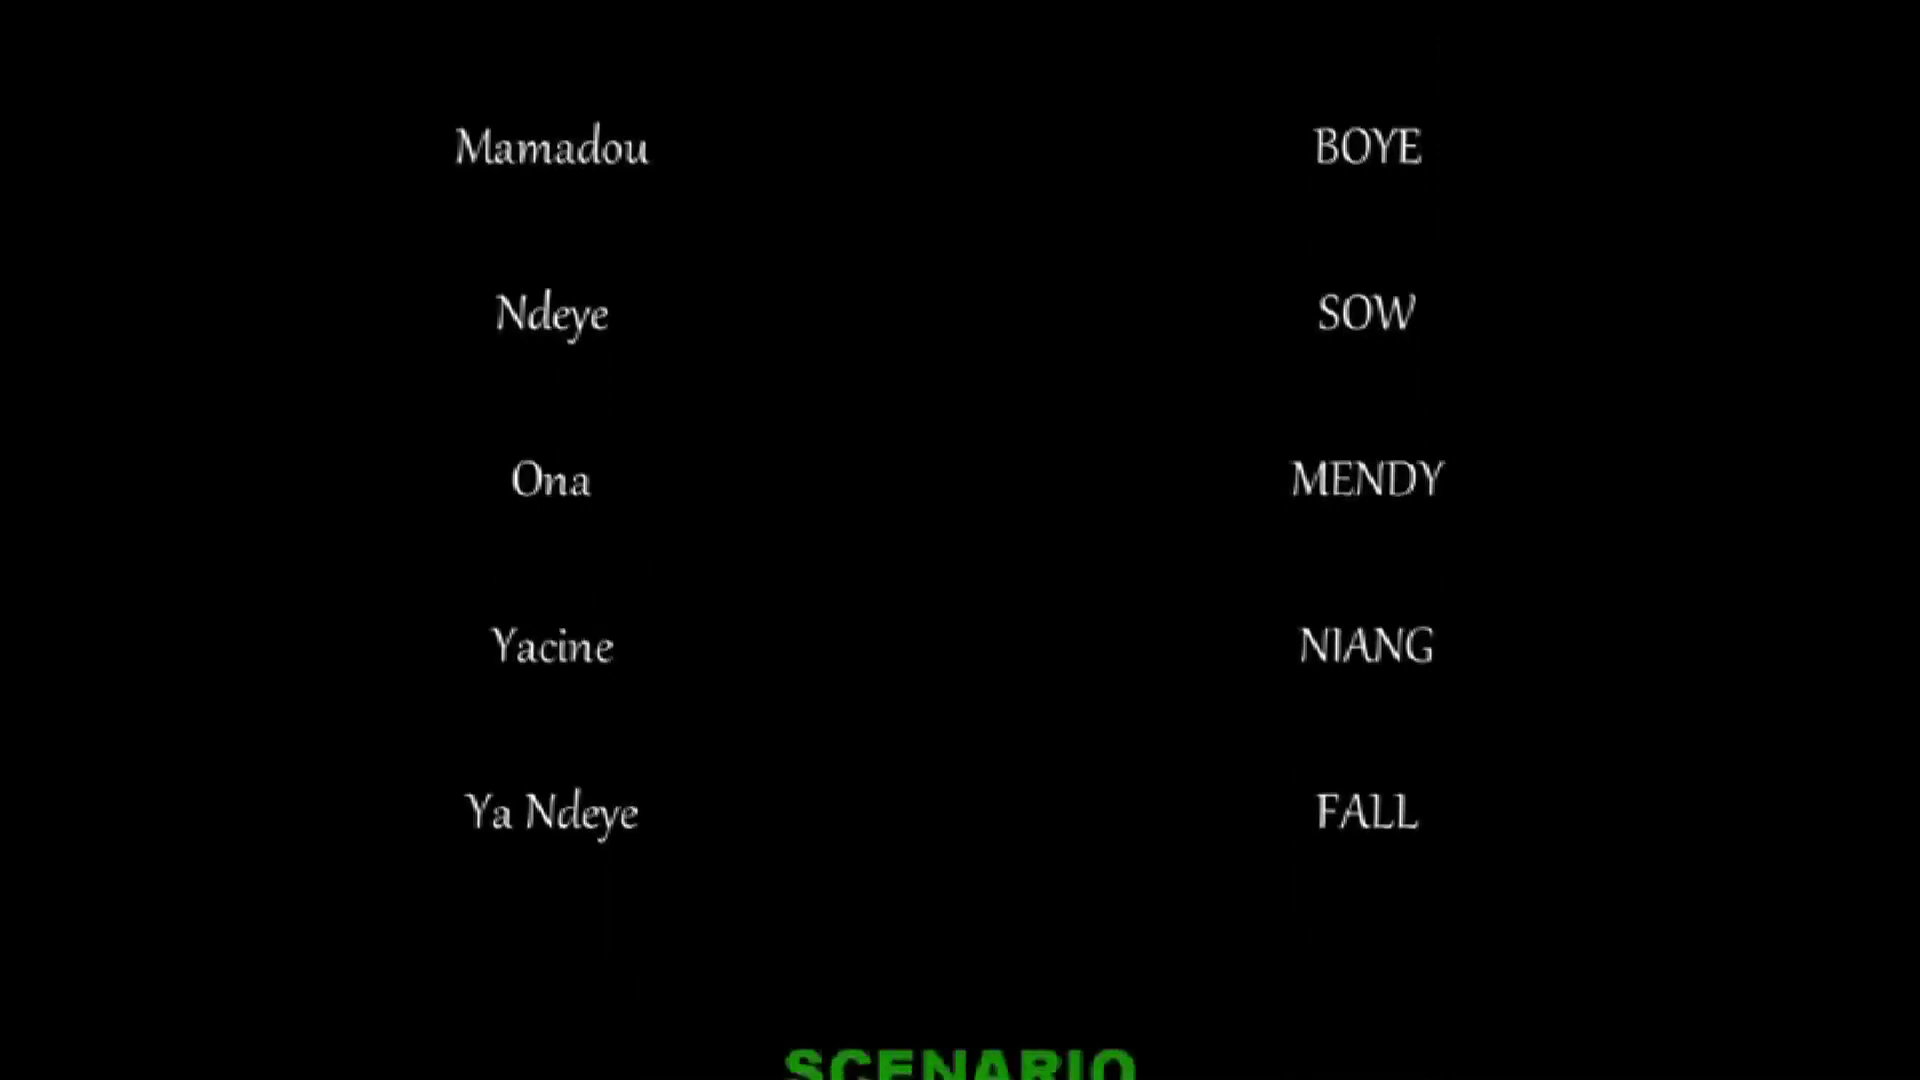 Mamadou BOYE
Ndeye SOW
Ona MENDY
Yacine NIANG
Ya Ndeye FALL
SCENARIO